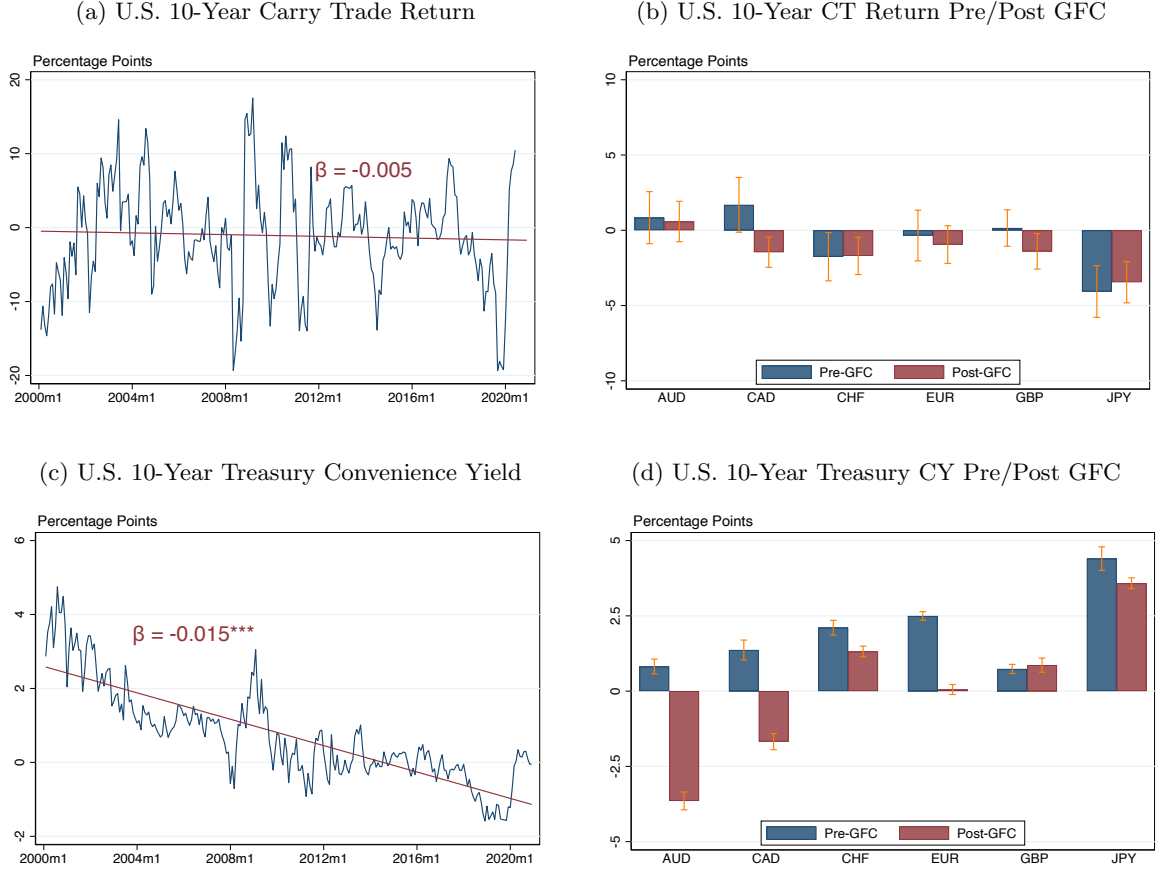 (a) U.S. 10-Year Carry Trade Return
Percentage Points
20
10
0
-10
-20
β = -0.005
2000m1 2004m1 2008m1 2012m1 2016m1 2020m1
(b) U.S. 10-Year CT Return Pre/Post GFC
Percentage Points
10
5
0
-5
-10
Pre-GFC Post-GFC
AUD CAD CHF EUR GBP JPY
(c) U.S. 10-Year Treasury Convenience Yield
Percentage Points
6
4
2
0
-2
β = -0.015***
2000m1 2004m1 2008m1 2012m1 2016m1 2020m1
(d) U.S. 10-Year Treasury CY Pre/Post GFC
Percentage Points
5
2.5
0
-2.5
-5
Pre-GFC Post-GFC
AUD CAD CHF EUR GBP JPY